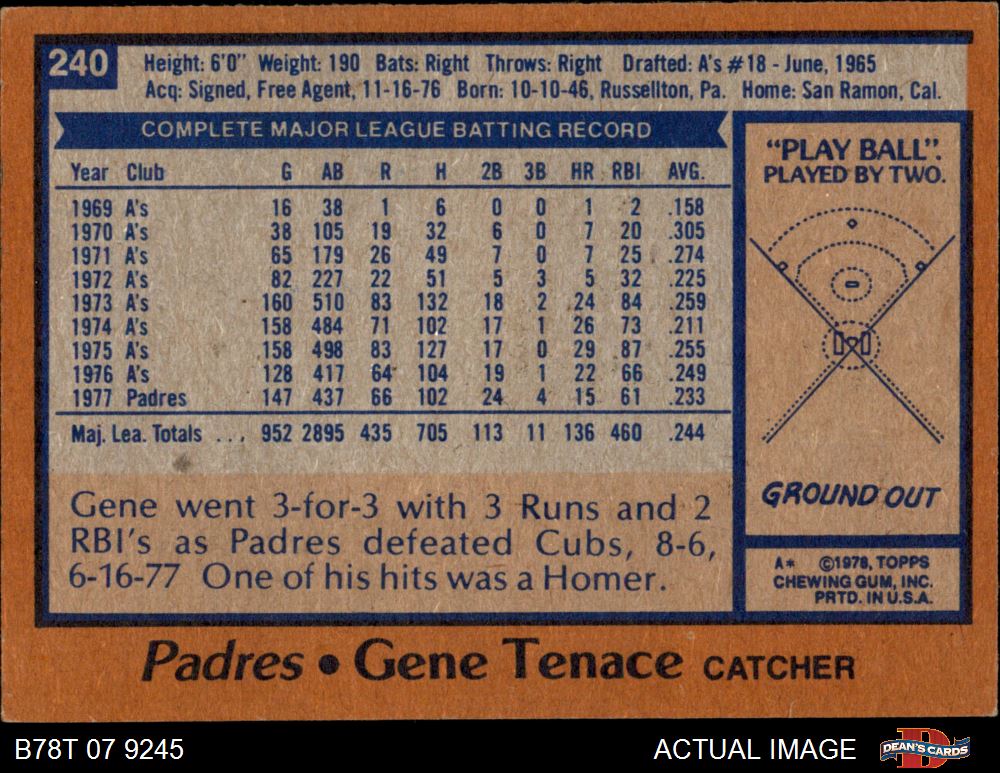 240
Height: 6'0" Weight: 190 Bats: Right Throws: Right Drafted: A's #18 - June, 1965
Acq: Signed, Free Agent, 11-16-76 Born: 10-10-46, Russellton, Pa. Home: San Ramon, Cal.
COMPLETE MAJOR LEAGUE BATTING RECORD
Year Club G AB R H 2B 3B HR RBI AVG.
1969 A's 16 38 1 6 0 0 1 2 .158
1970 A's 38 105 19 32 6 0 7 20 .305
1971 A's 65 179 26 49 7 0 7 25 .274
1972 A's 82 227 22 51 5 3 5 32 .225
1973 A's 160 510 83 132 18 2 24 84 .259
1974 A's 158 484 71 102 17 1 26 73 .211
1975 A's 158 498 83 127 17 0 29 87 .255
1976 A's 128 417 64 104 19 1 22 66 .249
1977 Padres 147 437 66 102 24 4 15 61 .233
Maj. Lea. Totals ... 952 2895 435 705 113 11 136 460 .244
Gene went 3-for-3 with 3 Runs and 2
RBI's as Padres defeated Cubs, 8-6,
6-16-77 One of his hits was a Homer.
"PLAY BALL".
PLAYED BY TWO.
GROUND OUT
A* ©1978, TOPPS
CHEWING GUM, INC.
PRTD. IN U.S.A.
Padres • Gene Tenace CATCHER
B78T 07 9245
ACTUAL IMAGE
DEAN'S CARDS